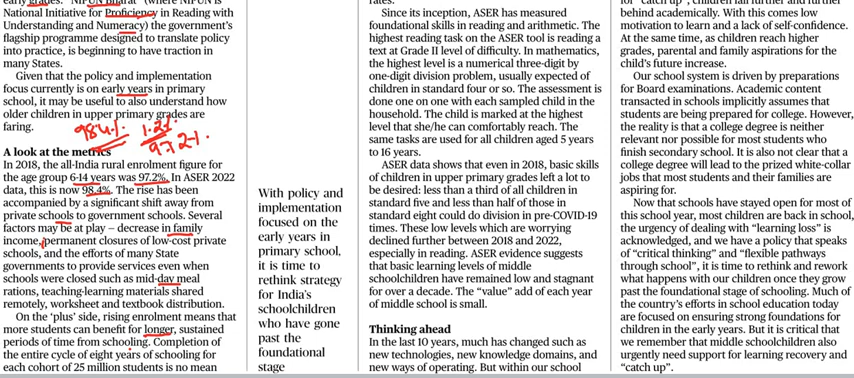 early grades. "NIPUN Bharat" (where NIPUN is
National Initiative for Proficiency in Reading with
Understanding and Numeracy) the government's
flagship programme designed to translate policy
into practice, is beginning to have traction in
many States.
Given that the policy and implementation
focus currently is on early years in primary
school, it may be useful to also understand how
older children in upper primary grades are
faring.
98.4%
1.2%
97.2%
A look at the metrics
In 2018, the all-India rural enrolment figure for
the age group 6-14 years was 97.2%. In ASER 2022
data, this is now 98.4%. The rise has been
accompanied by a significant shift away from
private schools to government schools. Several
factors may be at play — decrease in family
income, permanent closures of low-cost private
schools, and the efforts of many State
governments to provide services even when
schools were closed such as mid-day meal
rations, teaching-learning materials shared
remotely, worksheet and textbook distribution.
On the 'plus' side, rising enrolment means that
more students can benefit for longer, sustained
periods of time from schooling. Completion of
the entire cycle of eight years of schooling for
each cohort of 25 million students is no mean
With policy and
implementation
focused on the
early years in
primary school,
it is time to
rethink strategy
for India's
schoolchildren
who have gone
past the
foundational
stage
rates.
Since its inception, ASER has measured
foundational skills in reading and arithmetic. The
highest reading task on the ASER tool is reading a
text at Grade II level of difficulty. In mathematics,
the highest level is a numerical three-digit by
one-digit division problem, usually expected of
children in standard four or so. The assessment is
done one on one with each sampled child in the
household. The child is marked at the highest
level that she/he can comfortably reach. The
same tasks are used for all children aged 5 years
to 16 years.
ASER data shows that even in 2018, basic skills
of children in upper primary grades left a lot to
be desired: less than a third of all children in
standard five and less than half of those in
standard eight could do division in pre-COVID-19
times. These low levels which are worrying
declined further between 2018 and 2022,
especially in reading. ASER evidence suggests
that basic learning levels of middle
schoolchildren have remained low and stagnant
for over a decade. The "value" add of each year
of middle school is small.
Thinking ahead
In the last 10 years, much has changed such as
new technologies, new knowledge domains, and
new ways of operating. But within our school
for "catch up", children fall further and further
behind academically. With this comes low
motivation to learn and a lack of self-confidence.
At the same time, as children reach higher
grades, parental and family aspirations for the
child's future increase.
Our school system is driven by preparations
for Board examinations. Academic content
transacted in schools implicitly assumes that
students are being prepared for college. However,
the reality is that a college degree is neither
relevant nor possible for most students who
finish secondary school. It is also not clear that a
college degree will lead to the prized white-collar
jobs that most students and their families are
aspiring for.
Now that schools have stayed open for most of
this school year, most children are back in school,
the urgency of dealing with "learning loss" is
acknowledged, and we have a policy that speaks
of "critical thinking" and "flexible pathways
through school", it is time to rethink and rework
what happens with our children once they grow
past the foundational stage of schooling. Much of
the country's efforts in school education today
are focused on ensuring strong foundations for
children in the early years. But it is critical that
we remember that middle schoolchildren also
urgently need support for learning recovery and
"catch up".